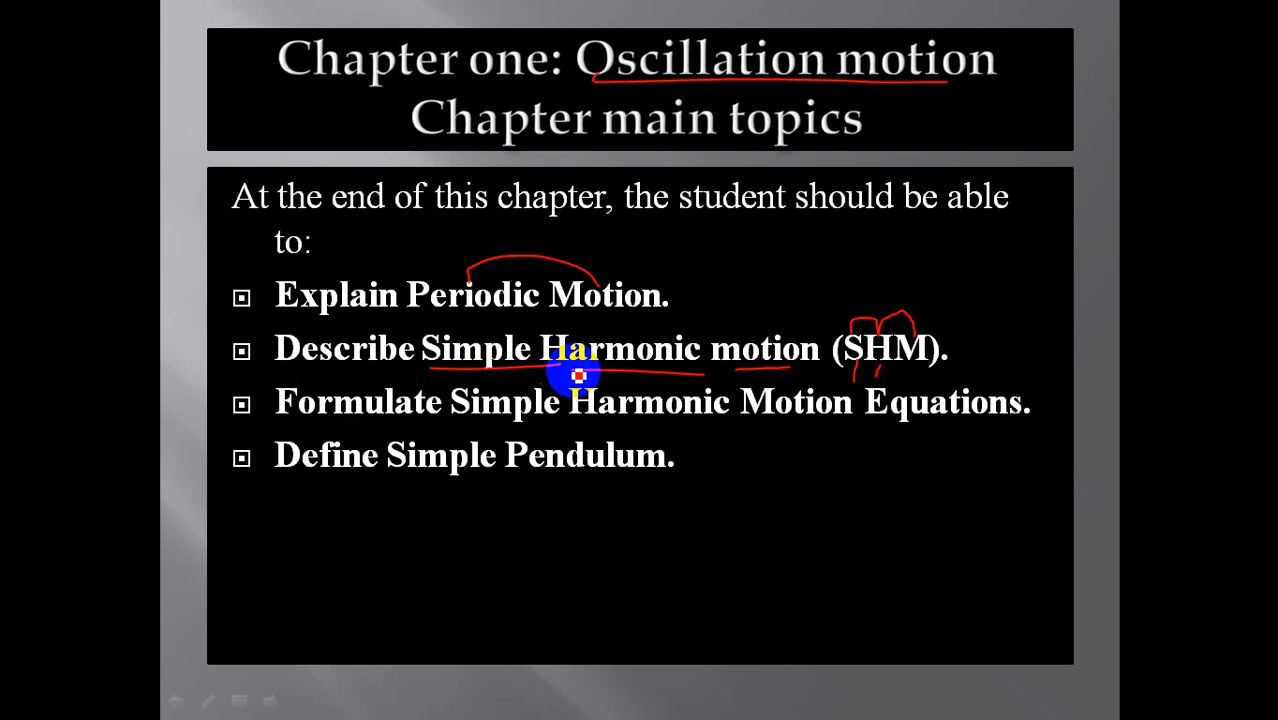 Chapter one: Oscillation motion
Chapter main topics
At the end of this chapter, the student should be able
to:
Explain Periodic Motion.
Describe Simple Harmonic motion (SHM).
Formulate Simple Harmonic Motion Equations.
Define Simple Pendulum.